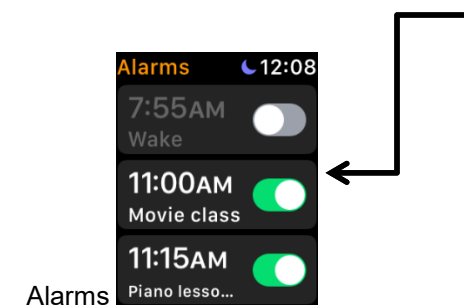 Alarms 12:08
7:55AM
Wake
11:00AM
Movie class
11:15AM
Piano lesso...
Alarms